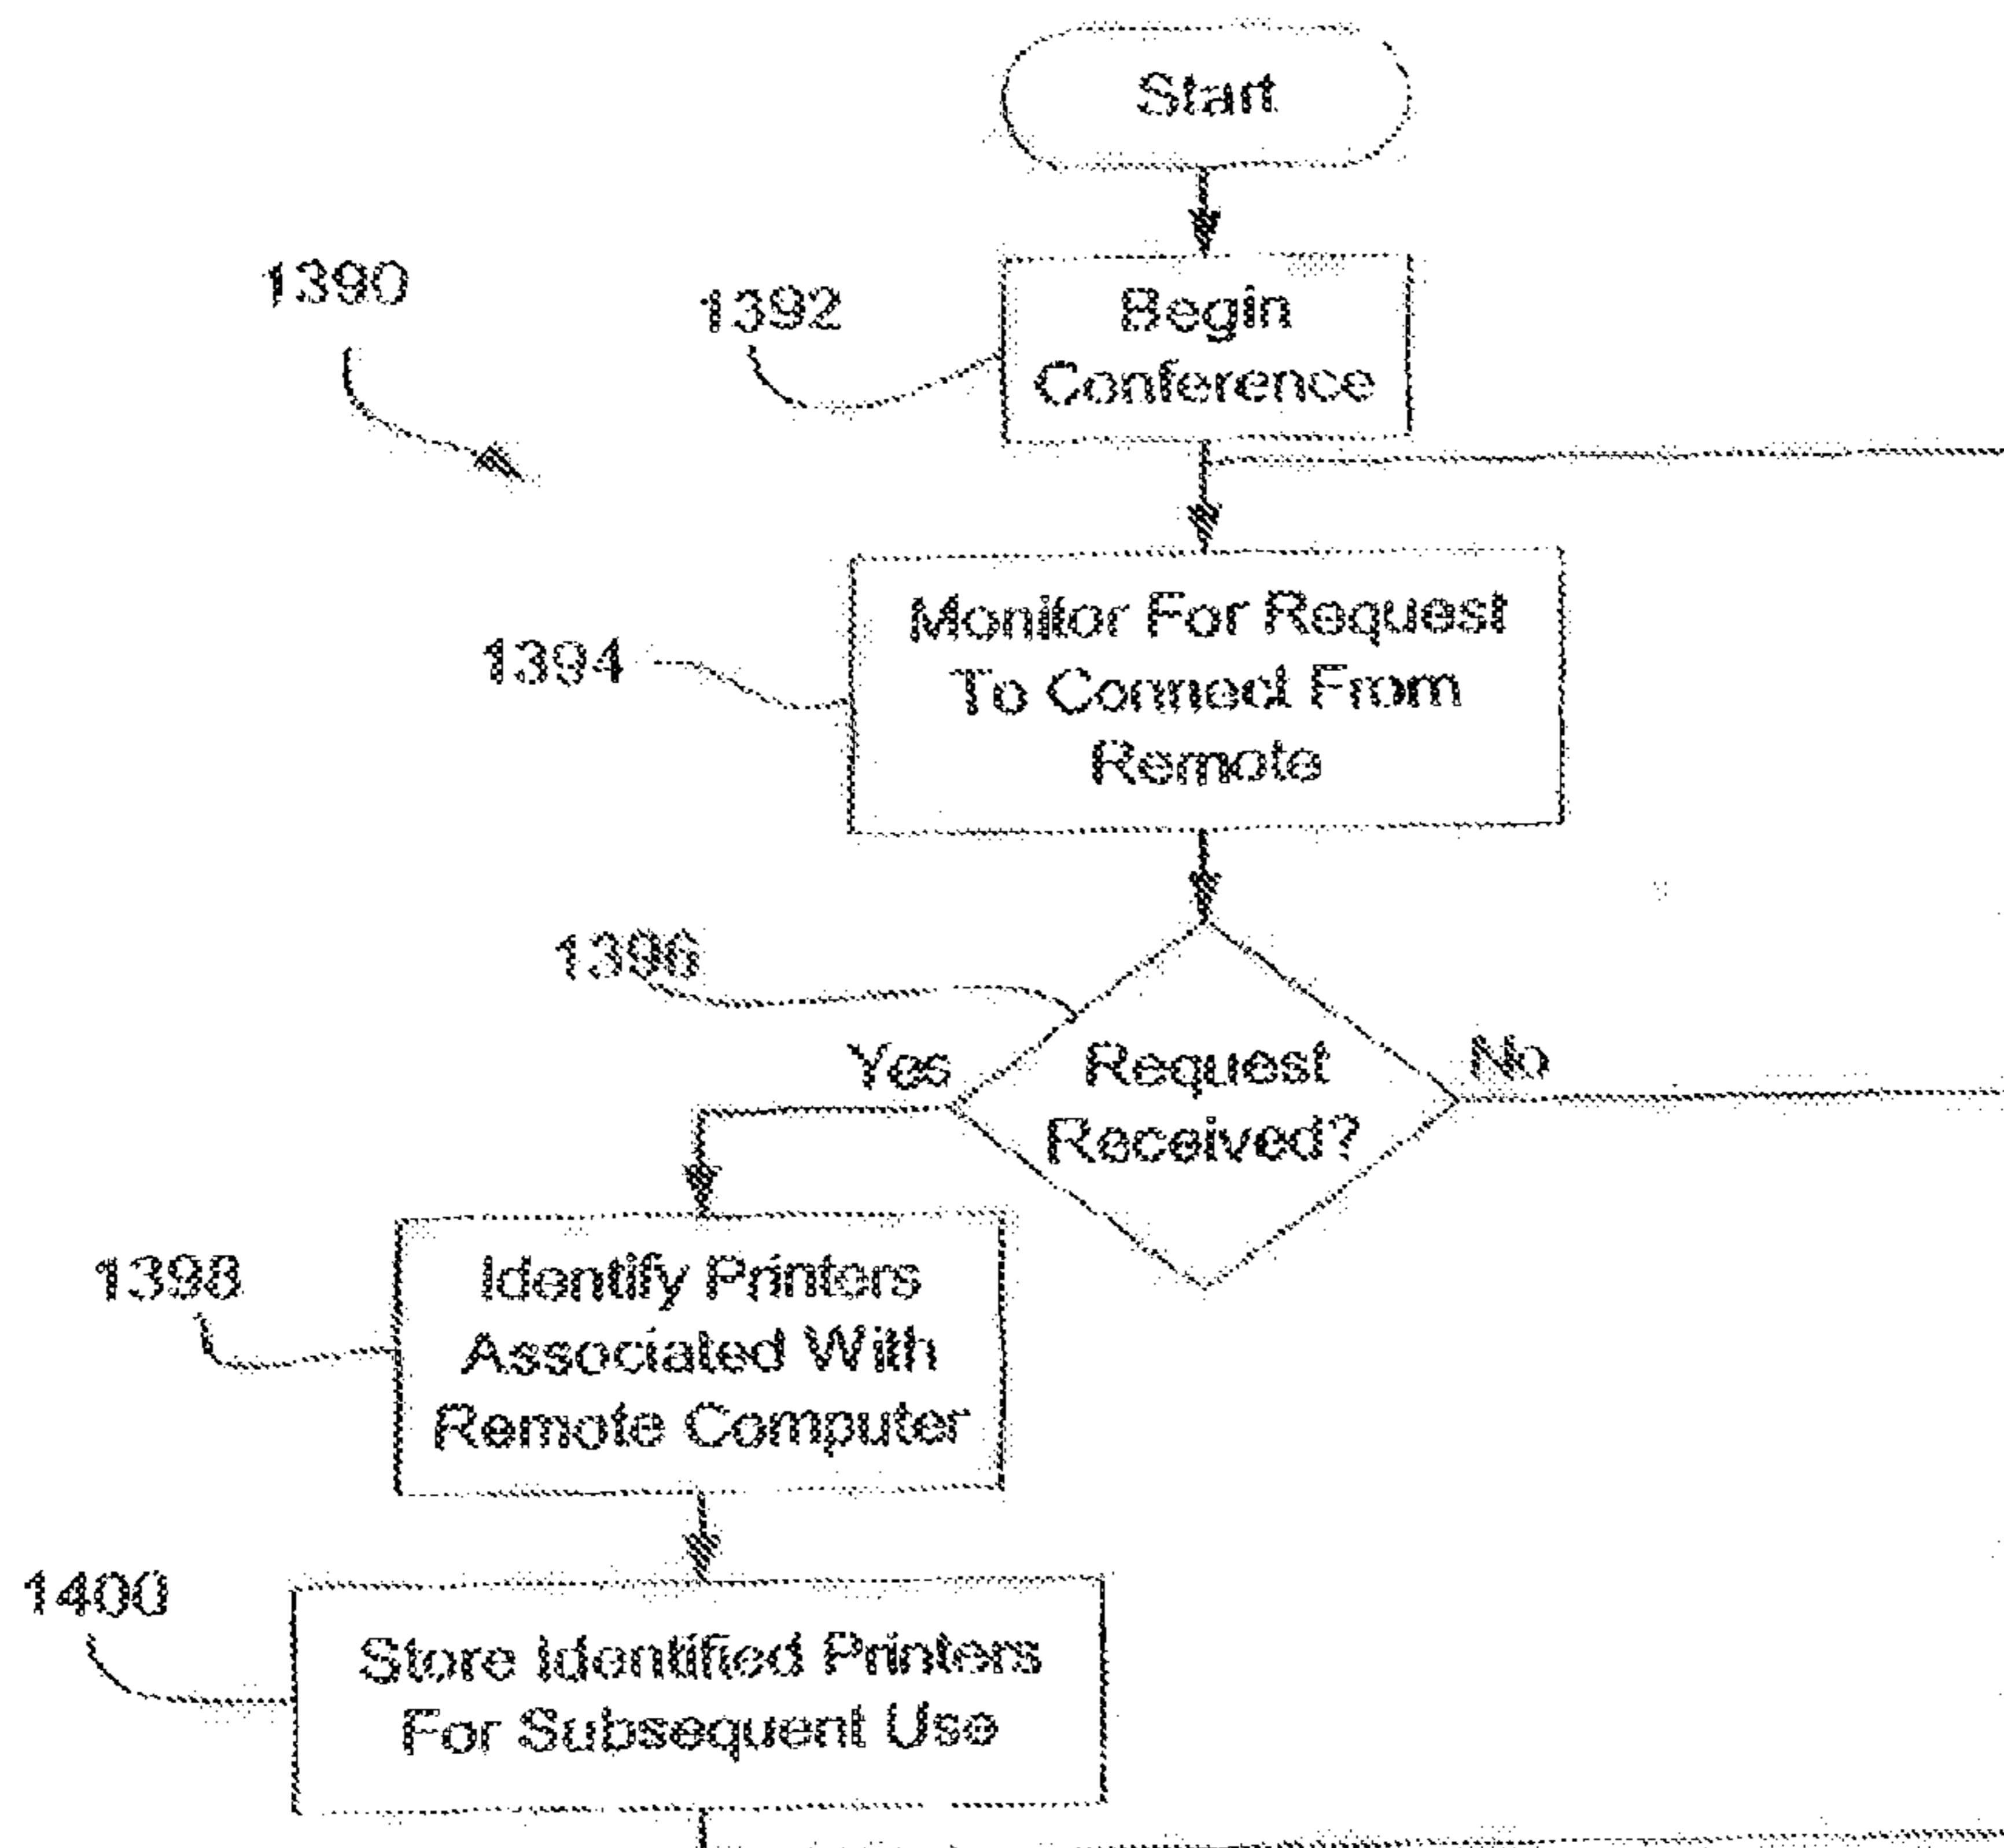 Start
1390
1392
Begin
Conference
1394
Monitor For Request
To Connect From
Remote
1396
Yes
Request
Received?
No
1398
Identify Printers
Associated With
Remote Computer
1400
Store Identified Printers
For Subsequent Use